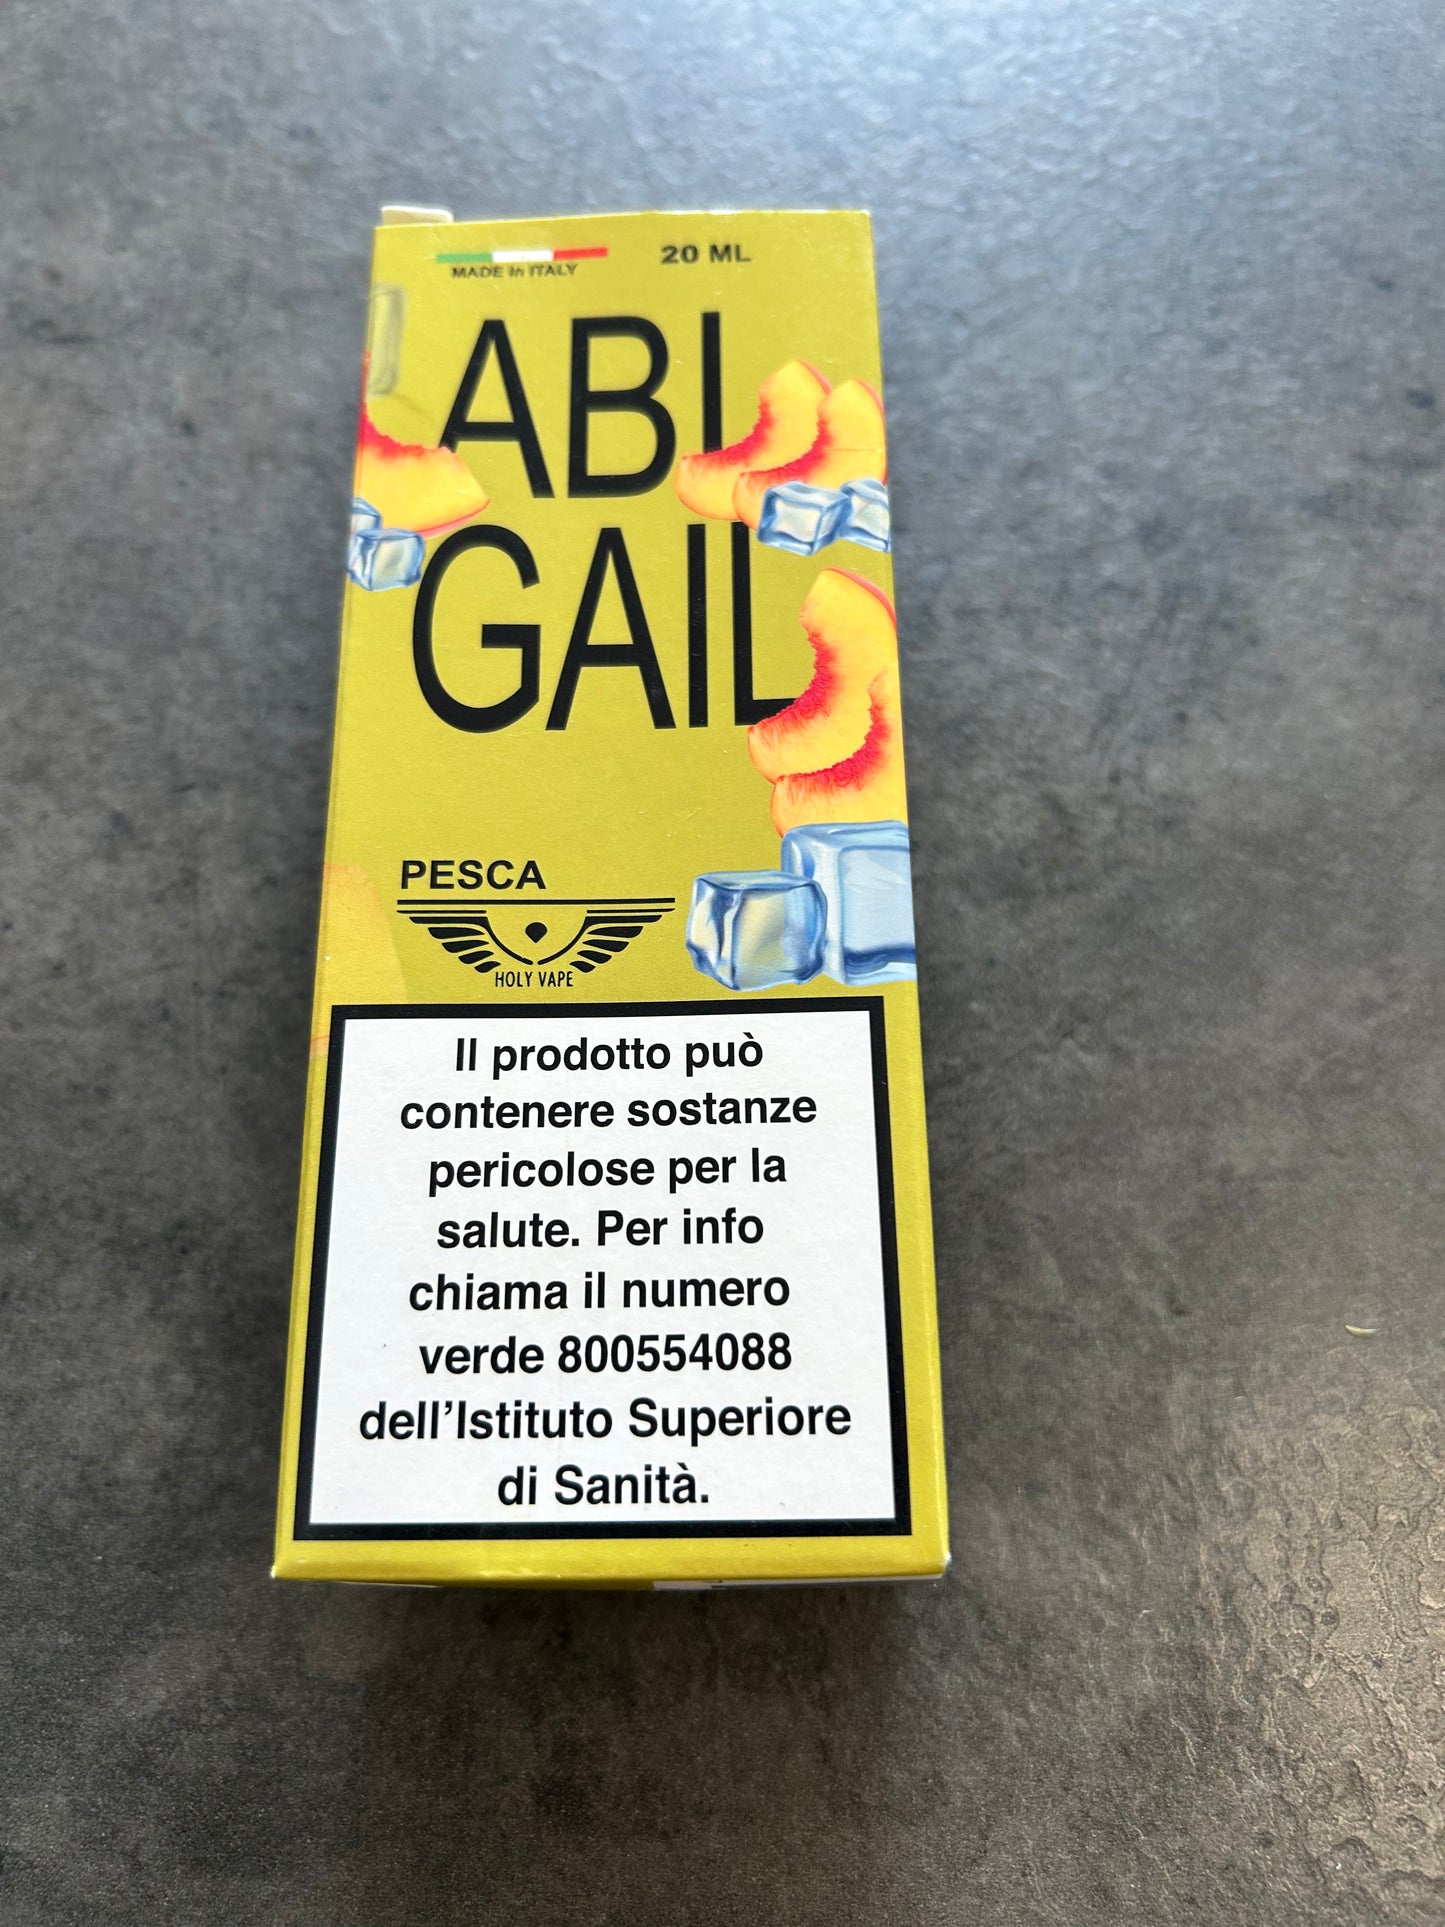 MADE in ITALY
20 ML
ABI
GAIL
PESCA
HOLY VAPE
Il prodotto può
contenere sostanze
pericolose per la
salute. Per info
chiama il numero
verde 800554088
dell’Istituto Superiore
di Sanità.